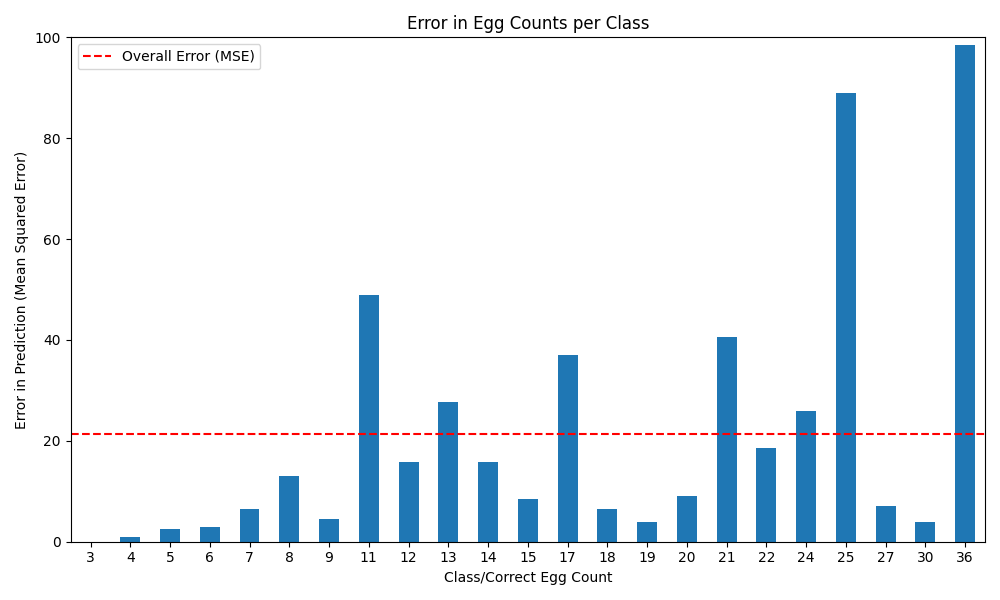 Error in Egg Counts per Class
Overall Error (MSE)
Error in Prediction (Mean Squared Error)
100
80
60
40
20
0
3 4 5 6 7 8 9 11 12 13 14 15 17 18 19 20 21 22 24 25 27 30 36
Class/Correct Egg Count